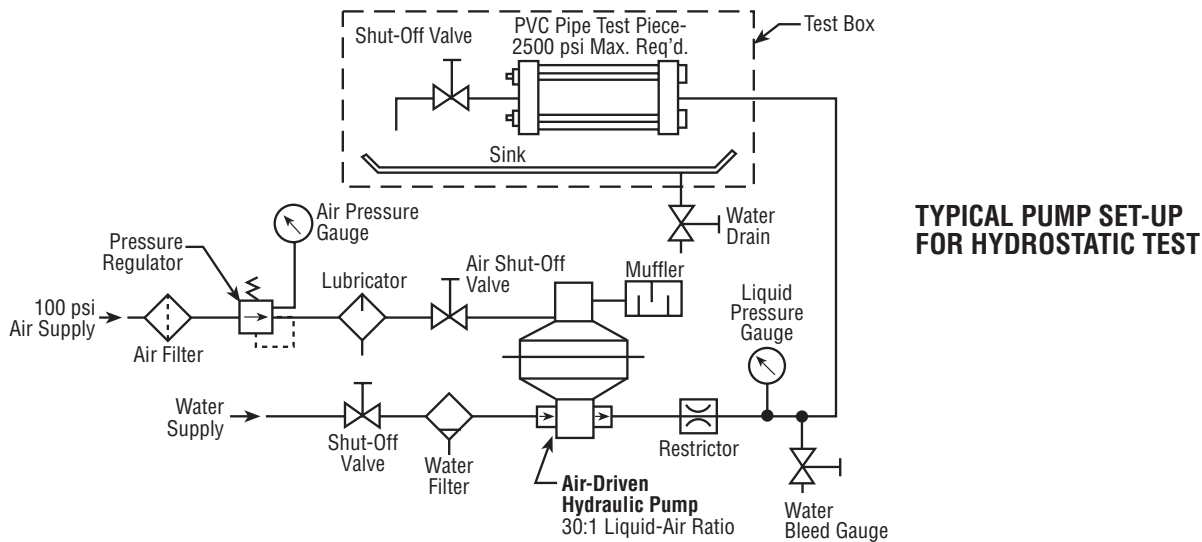 Shut-Off Valve
PVC Pipe Test Piece-
2500 psi Max. Req'd.
Test Box
Sink
Water
Drain
TYPICAL PUMP SET-UP
FOR HYDROSTATIC TEST
Air Pressure
Gauge
Pressure
Regulator
Lubricator
Air Shut-Off
Valve
Muffler
Liquid
Pressure
Gauge
100 psi
Air Supply
Air Filter
Water
Supply
Shut-Off
Valve
Water
Filter
Restrictor
Air-Driven
Hydraulic Pump
30:1 Liquid-Air Ratio
Water
Bleed Gauge